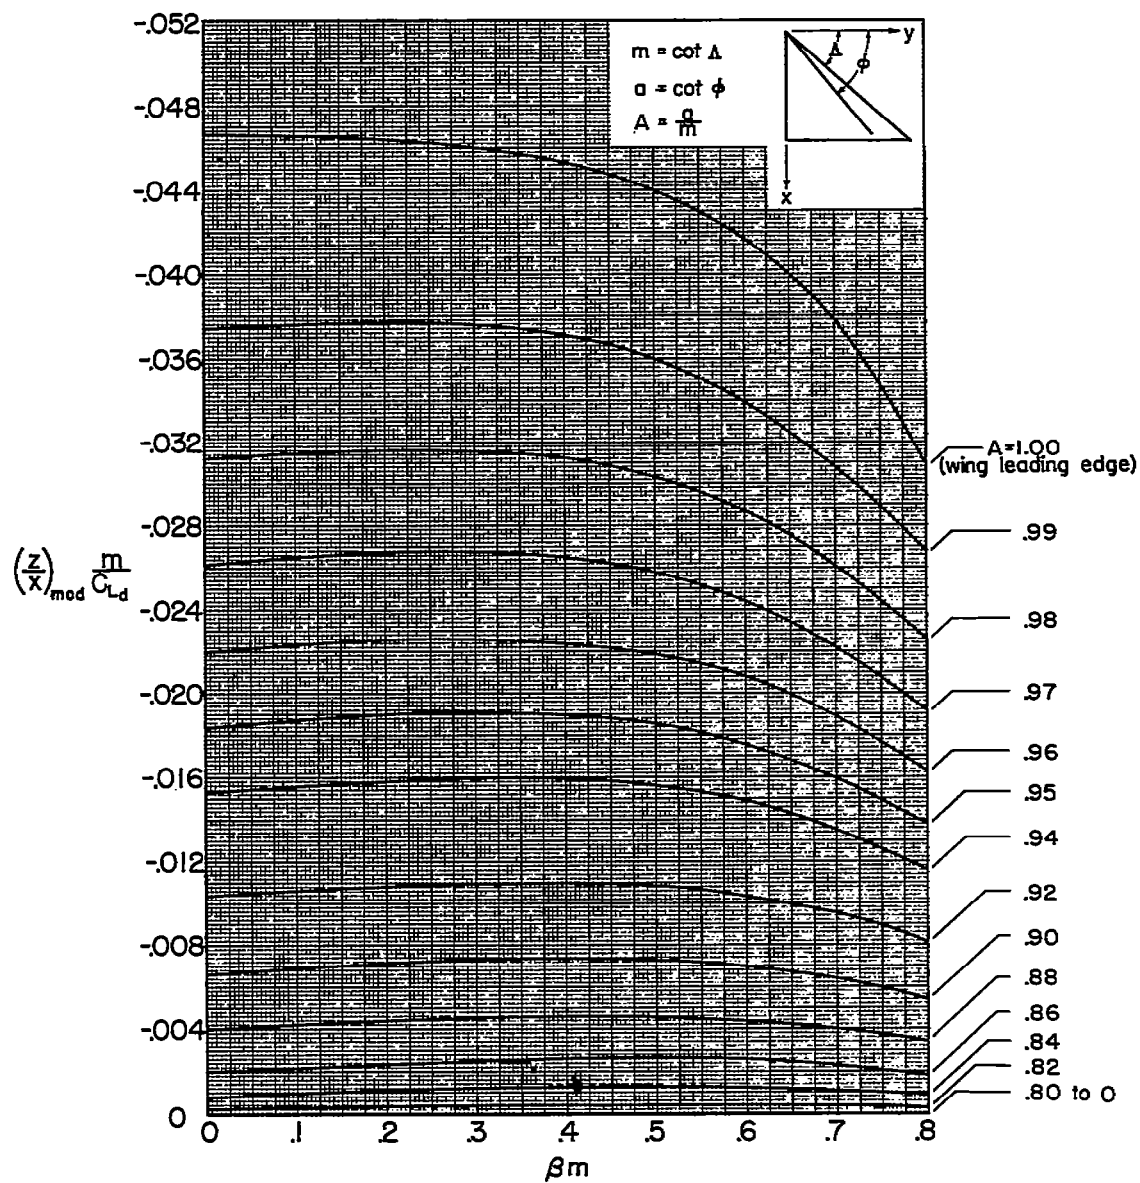 -.052
-.048
-.044
-.040
-.036
-.032
-.028
-.024
-.020
-.016
-.012
-.008
-.004
0
(z/x)mod m/CLd
m = cot Λ
a = cot ϕ
A = a/m
y
Λ
ϕ
x
A=1.00
(wing leading edge)
.99
.98
.97
.96
.95
.94
.92
.90
.88
.86
.84
.82
.80 to 0
0 .1 .2 .3 .4 .5 .6 .7 .8
βm